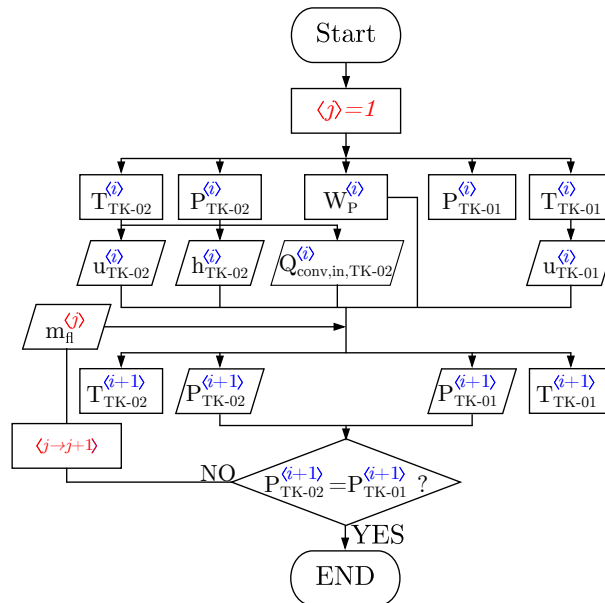 Start
⟨j⟩=1
T⟨i⟩TK-02 P⟨i⟩TK-02 W⟨i⟩P P⟨i⟩TK-01 T⟨i⟩TK-01
u⟨i⟩TK-02 h⟨i⟩TK-02 Q⟨i⟩conv,in,TK-02 u⟨i⟩TK-01
m⟨j⟩fl
T⟨i+1⟩TK-02 P⟨i+1⟩TK-02 P⟨i+1⟩TK-01 T⟨i+1⟩TK-01
⟨j→j+1⟩
NO
P⟨i+1⟩TK-02=P⟨i+1⟩TK-01 ?
YES
END